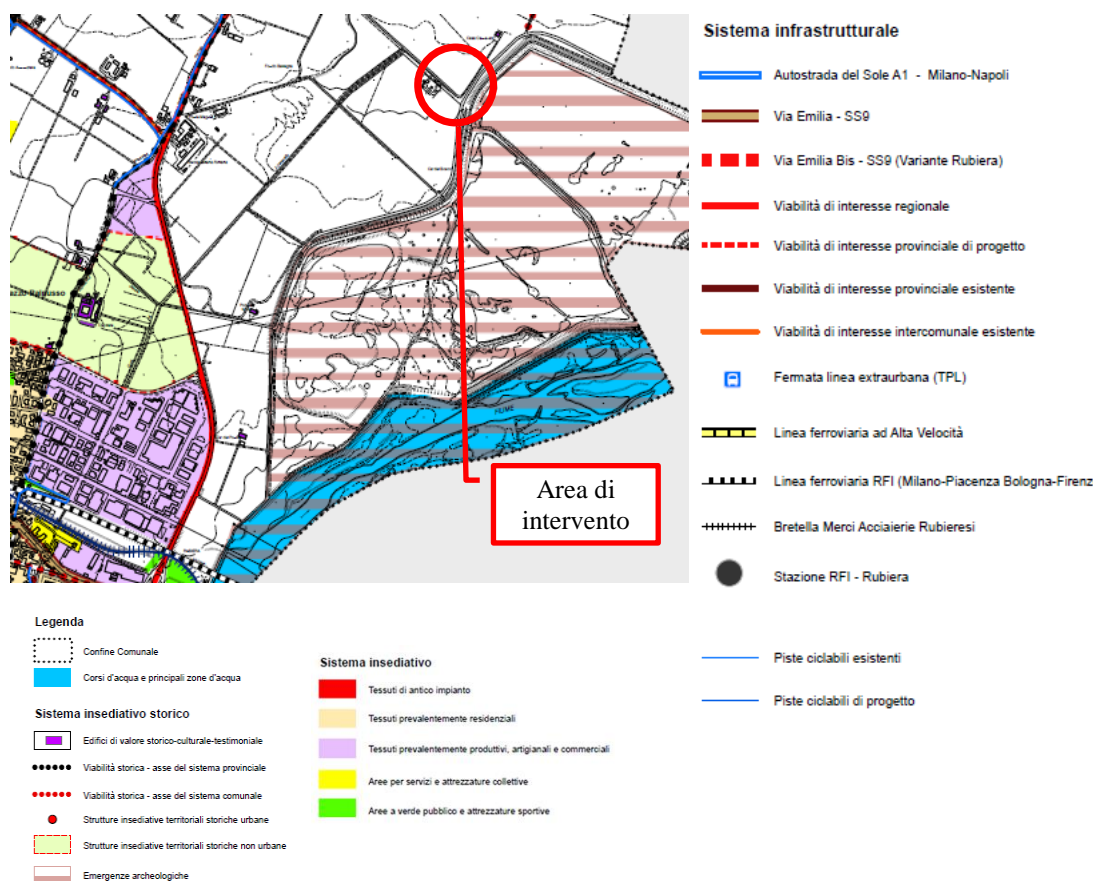 FIUME
Area di
intervento
Sistema infrastrutturale
Autostrada del Sole A1 - Milano-Napoli
Via Emilia - SS9
Via Emilia Bis - SS9 (Variante Rubiera)
Viabilità di interesse regionale
Viabilità di interesse provinciale di progetto
Viabilità di interesse provinciale esistente
Viabilità di interesse intercomunale esistente
Fermata linea extraurbana (TPL)
Linea ferroviaria ad Alta Velocità
Linea ferroviaria RFI (Milano-Piacenza Bologna-Firenz
Bretella Merci Acciaierie Rubieresi
Stazione RFI - Rubiera
Piste ciclabili esistenti
Piste ciclabili di progetto
Legenda
Confine Comunale
Corsi d'acqua e principali zone d'acqua
Sistema insediativo storico
Edifici di valore storico-culturale-testimoniale
Viabilità storica - asse del sistema provinciale
Viabilità storica - asse del sistema comunale
Strutture insediative territoriali storiche urbane
Strutture insediative territoriali storiche non urbane
Emergenze archeologiche
Sistema insediativo
Tessuti di antico impianto
Tessuti prevalentemente residenziali
Tessuti prevalentemente produttivi, artigianali e commerciali
Aree per servizi e attrezzature collettive
Aree a verde pubblico e attrezzature sportive